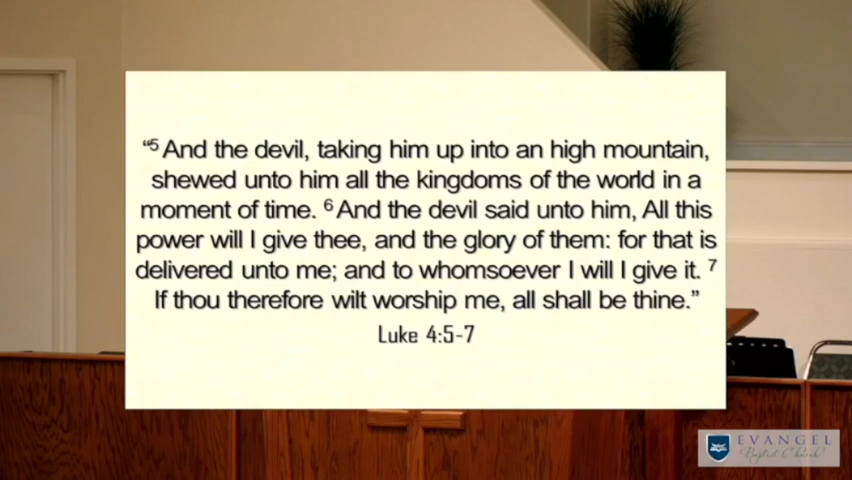 “⁵ And the devil, taking him up into an high mountain,
shewed unto him all the kingdoms of the world in a
moment of time. ⁶ And the devil said unto him, All this
power will I give thee, and the glory of them: for that is
delivered unto me; and to whomsoever I will I give it. ⁷
If thou therefore wilt worship me, all shall be thine.”
Luke 4:5-7
EVANGEL
Baptist Church